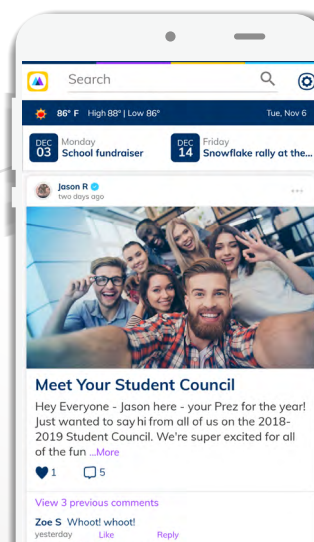 Search
86° F High 88° | Low 86° Tue, Nov 6
DEC 03 Monday School fundraiser
DEC 14 Friday Snowflake rally at the...
Jason R
two days ago
Meet Your Student Council
Hey Everyone - Jason here - your Prez for the year!
Just wanted to say hi from all of us on the 2018-
2019 Student Council. We're super excited for all
of the fun ...More
1 5
View 3 previous comments
Zoe S Whoot! whoot!
yesterday Like Reply